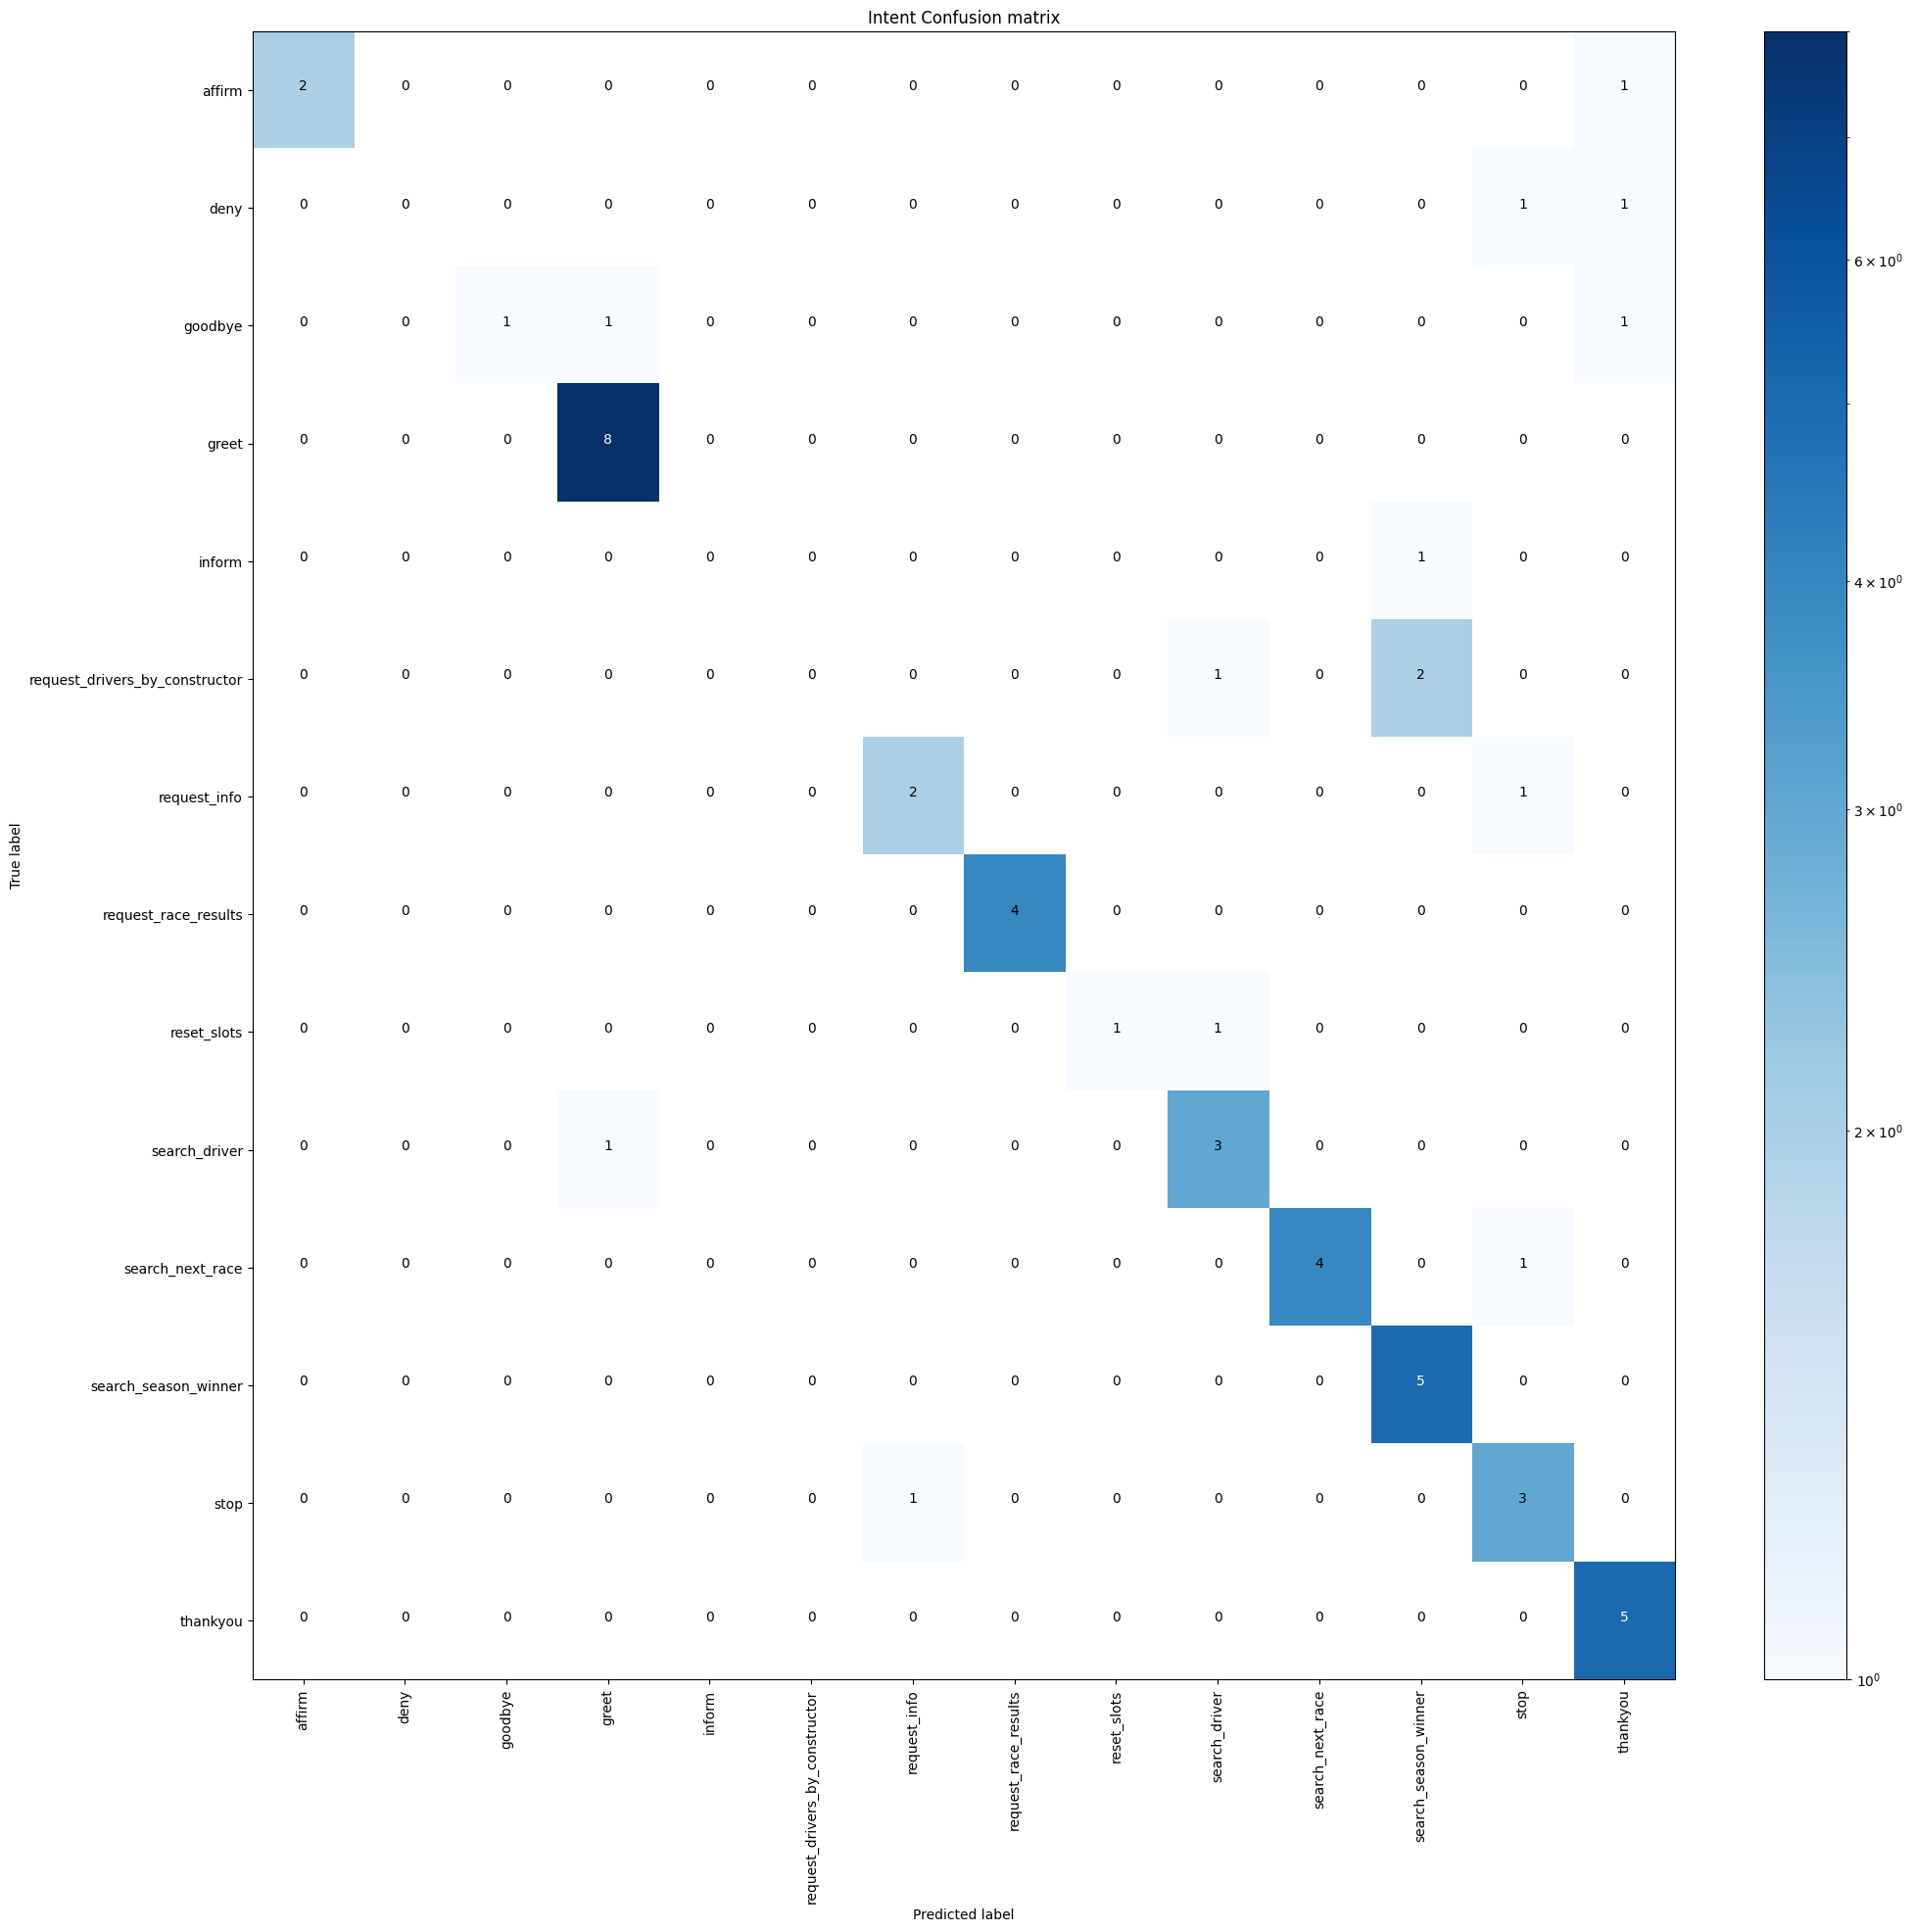 Intent Confusion matrix
affirm 2 0 0 0 0 0 0 0 0 0 0 0 0 1
deny 0 0 0 0 0 0 0 0 0 0 0 0 1 1
goodbye 0 0 1 1 0 0 0 0 0 0 0 0 0 1
greet 0 0 0 8 0 0 0 0 0 0 0 0 0 0
inform 0 0 0 0 0 0 0 0 0 0 0 1 0 0
request_drivers_by_constructor 0 0 0 0 0 0 0 0 0 1 0 2 0 0
request_info 0 0 0 0 0 0 2 0 0 0 0 0 1 0
request_race_results 0 0 0 0 0 0 0 4 0 0 0 0 0 0
reset_slots 0 0 0 0 0 0 0 0 1 1 0 0 0 0
search_driver 0 0 0 1 0 0 0 0 0 3 0 0 0 0
search_next_race 0 0 0 0 0 0 0 0 0 0 4 0 1 0
search_season_winner 0 0 0 0 0 0 0 0 0 0 0 5 0 0
stop 0 0 0 0 0 0 1 0 0 0 0 0 3 0
thankyou 0 0 0 0 0 0 0 0 0 0 0 0 0 5
True label
affirm
deny
goodbye
greet
inform
request_drivers_by_constructor
request_info
request_race_results
reset_slots
search_driver
search_next_race
search_season_winner
stop
thankyou
Predicted label
6 × 10⁰
4 × 10⁰
3 × 10⁰
2 × 10⁰
10⁰